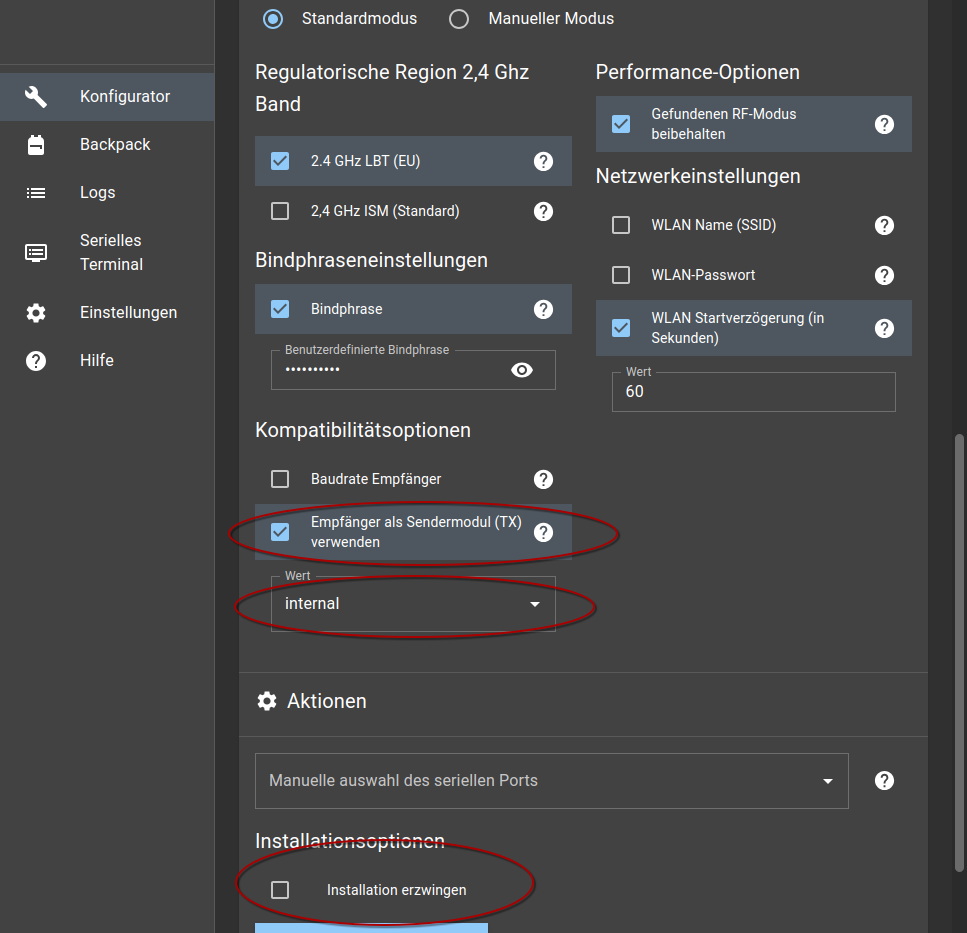 Standardmodus
Manueller Modus
Konfigurator
Backpack
Logs
Serielles
Terminal
Einstellungen
Hilfe
Regulatorische Region 2,4 Ghz
Band
2.4 GHz LBT (EU)
2,4 GHz ISM (Standard)
Bindphraseneinstellungen
Bindphrase
Benutzerdefinierte Bindphrase
••••••••••
Kompatibilitätsoptionen
Baudrate Empfänger
Empfänger als Sendermodul (TX)
verwenden
Wert
internal
Performance-Optionen
Gefundenen RF-Modus
beibehalten
Netzwerkeinstellungen
WLAN Name (SSID)
WLAN-Passwort
WLAN Startverzögerung (in
Sekunden)
Wert
60
Aktionen
Manuelle auswahl des seriellen Ports
Installationsoptionen
Installation erzwingen